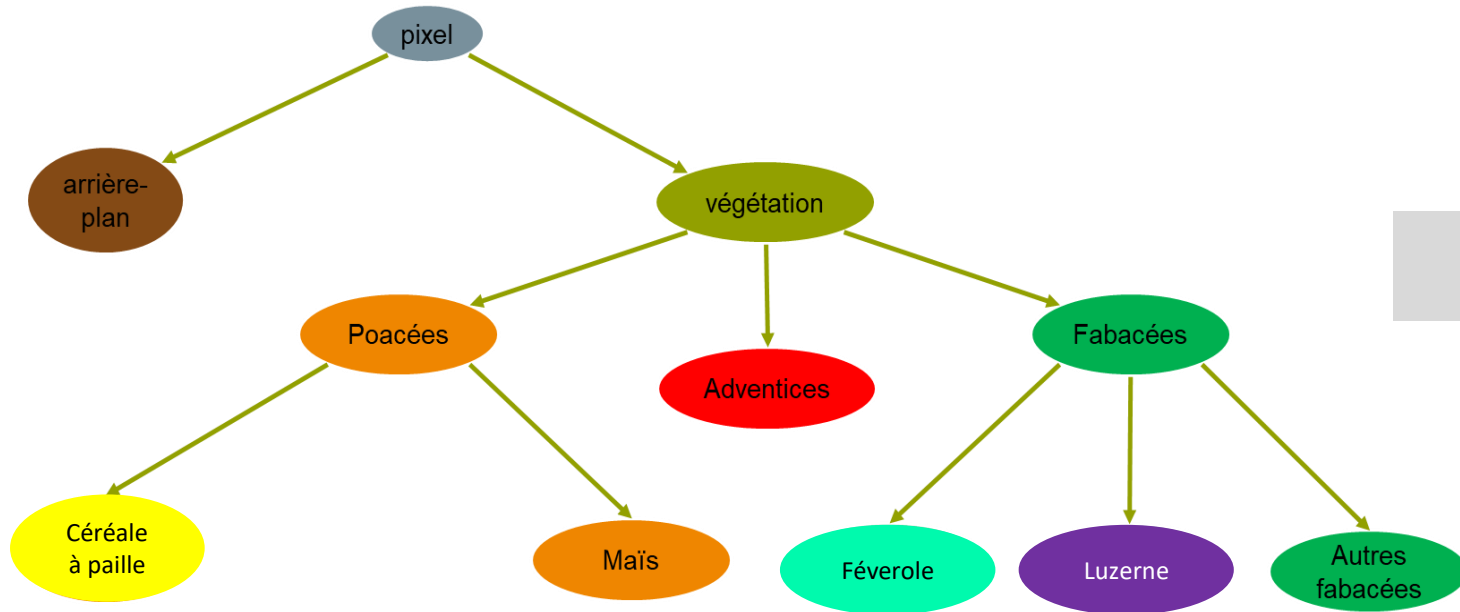 pixel
arrière-
plan
végétation
Poacées
Adventices
Fabacées
Céréale
à paille
Maïs
Féverole
Luzerne
Autres
fabacées